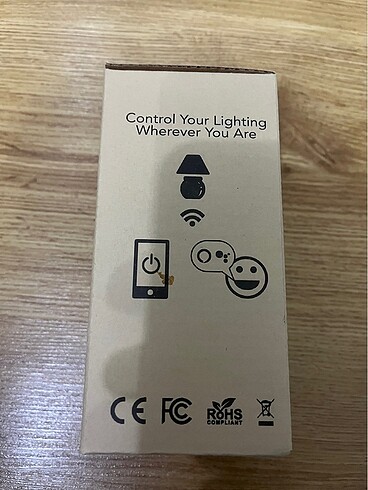 Control Your Lighting
Wherever You Are
CE FC RoHS
COMPLIANT